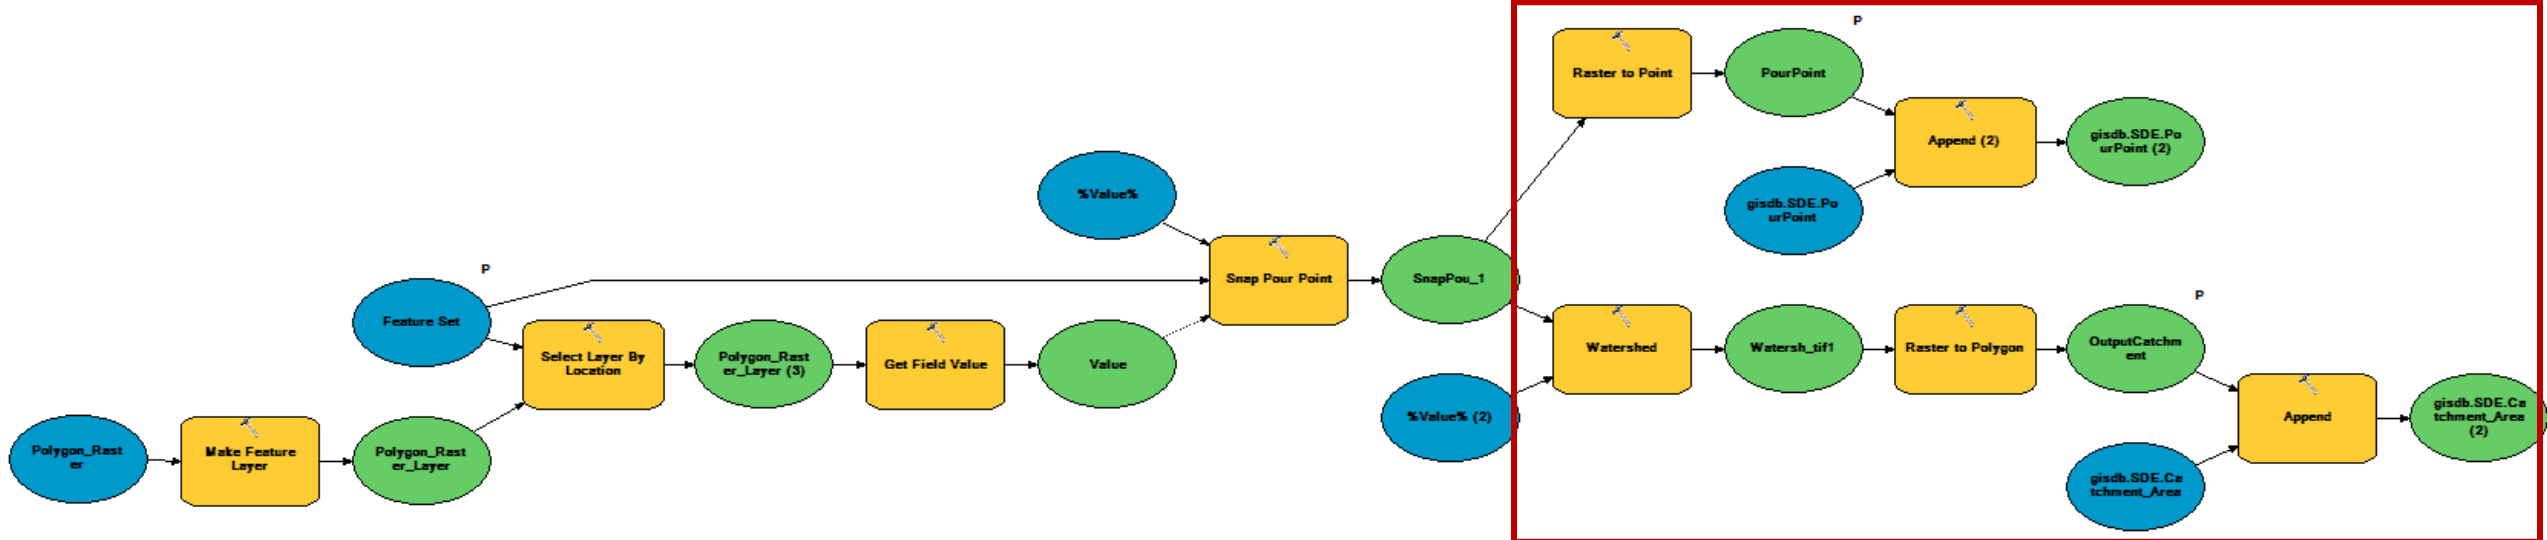 P
Raster to Point
PourPoint
Append (2)
gisdb.SDE.Po
urPoint (2)
%Value%
gisdb.SDE.Po
urPoint
P
Feature Set
Snap Pour Point
SnapPou_1
P
Select Layer By
Location
Polygon_Rast
er_Layer (3)
Get Field Value
Value
Watershed
Watersh_tif1
Raster to Polygon
OutputCatchm
ent
%Value% (2)
Append
gisdb.SDE.Ca
tchment_Area
(2)
Polygon_Rast
er
Make Feature
Layer
Polygon_Rast
er_Layer
gisdb.SDE.Ca
tchment_Area